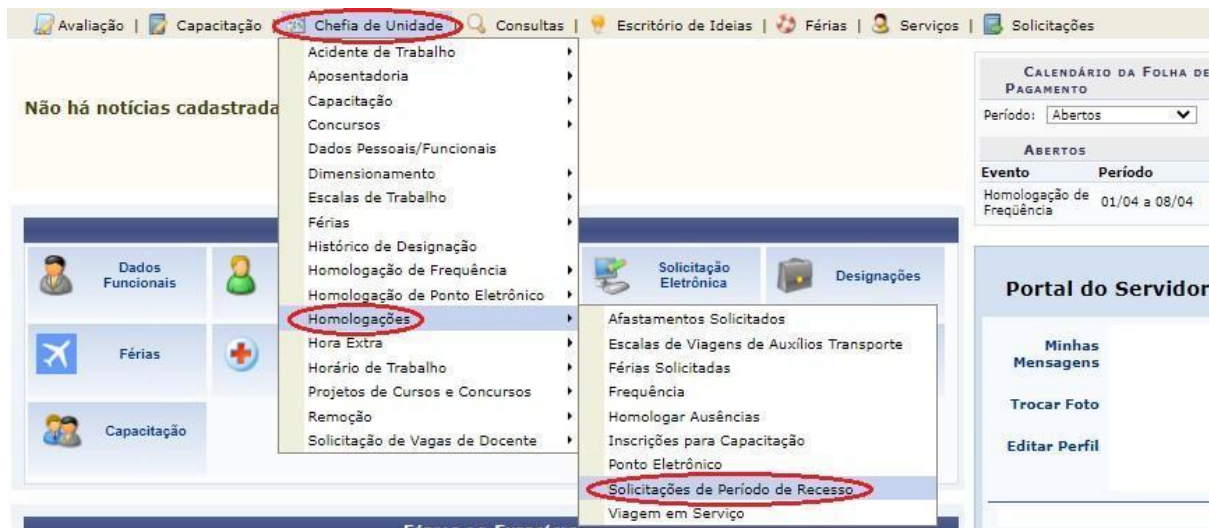 Avaliação | Capacitação | Chefia de Unidade | Consultas | Escritório de Ideias | Férias | Serviços | Solicitações
Não há notícias cadastrada
Acidente de Trabalho
Aposentadoria
Capacitação
Concursos
Dados Pessoais/Funcionais
Dimensionamento
Escalas de Trabalho
Férias
Histórico de Designação
Homologação de Frequência
Homologação de Ponto Eletrônico
Homologações
Hora Extra
Horário de Trabalho
Projetos de Cursos e Concursos
Remoção
Solicitação de Vagas de Docente
Afastamentos Solicitados
Escalas de Viagens de Auxílios Transporte
Férias Solicitadas
Frequência
Homologar Ausências
Inscrições para Capacitação
Ponto Eletrônico
Solicitações de Período de Recesso
Viagem em Serviço
Dados
Funcionais
Solicitação
Eletrônica
Designações
Férias
Capacitação
CALENDÁRIO DA FOLHA DE
PAGAMENTO
Período: Abertos
ABERTOS
Evento Período
Homologação de
Freqüência 01/04 a 08/04
Portal do Servidor
Minhas
Mensagens
Trocar Foto
Editar Perfil